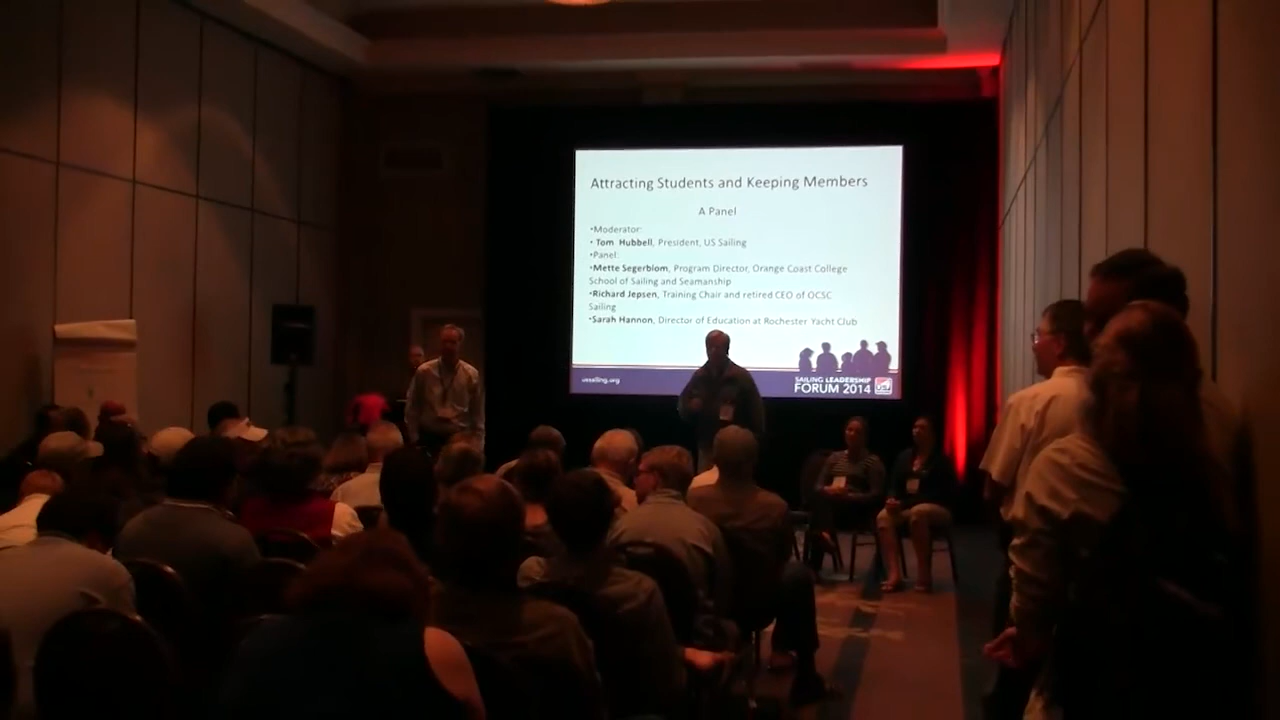 Attracting Students and Keeping Members
A Panel
•Moderator:
• Tom Hubbell, President, US Sailing
•Panel:
•Mette Segerblom, Program Director, Orange Coast College
School of Sailing and Seamanship
•Richard Jepsen, Training Chair and retired CEO of OCSC
Sailing
•Sarah Hannon, Director of Education at Rochester Yacht Club
ussailing.org
SAILING LEADERSHIP
FORUM 2014